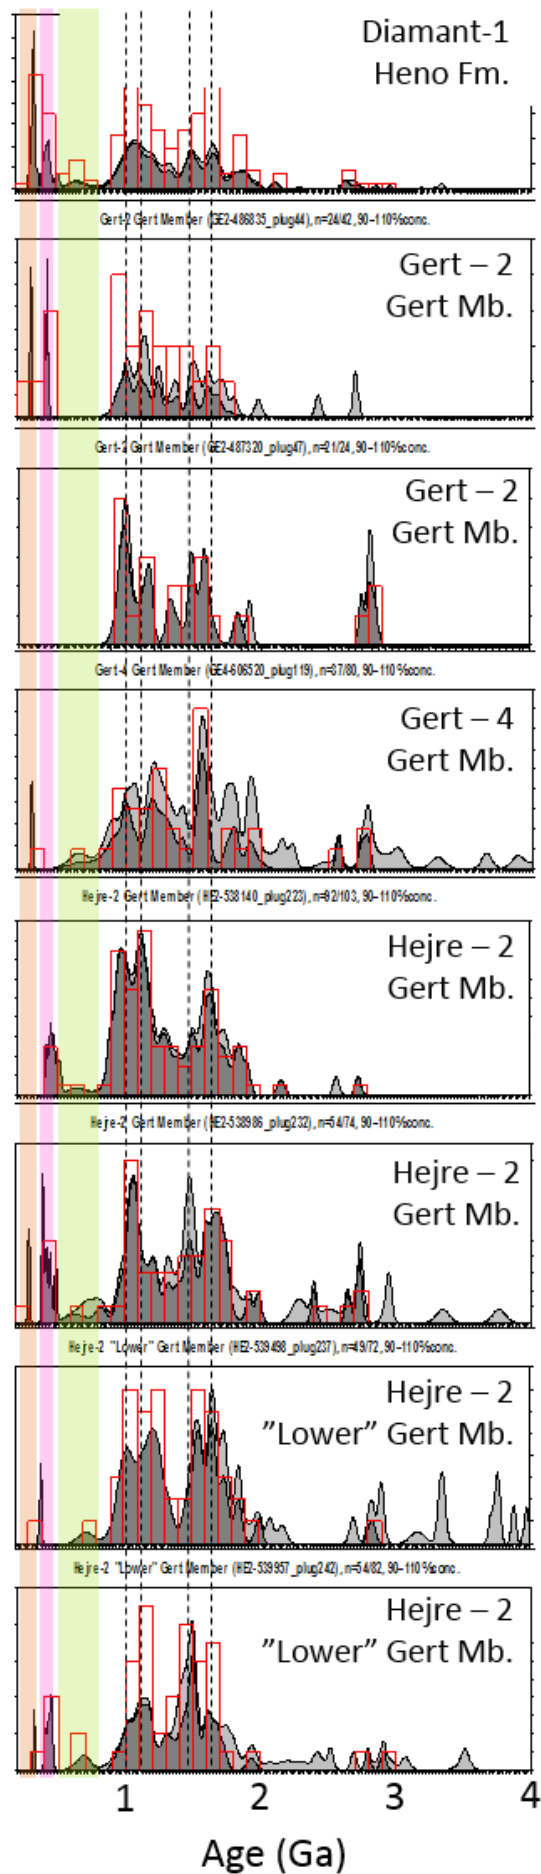 Diamant-1
Heno Fm.
Gert-2 Gert Member (GE2-486835_plug44), n=24/42, 90-110%conc.
Gert – 2
Gert Mb.
Gert-2 Gert Member (GE2-487320_plug47), n=21/24, 90-110%conc.
Gert – 2
Gert Mb.
Gert-4 Gert Member (GE4-606520_plug119), n=87/80, 90-110%conc.
Gert – 4
Gert Mb.
Hejre-2 Gert Member (HE2-538140_plug223), n=92/103, 90-110%conc.
Hejre – 2
Gert Mb.
Hejre-2 Gert Member (HE2-538986_plug232), n=54/74, 90-110%conc.
Hejre – 2
Gert Mb.
Hejre-2 "Lower" Gert Member (HE2-539498_plug237), n=49/72, 90-110%conc.
Hejre – 2
”Lower” Gert Mb.
Hejre-2 "Lower" Gert Member (HE2-539957_plug242), n=54/82, 90-110%conc.
Hejre – 2
”Lower” Gert Mb.
1 2 3 4
Age (Ga)